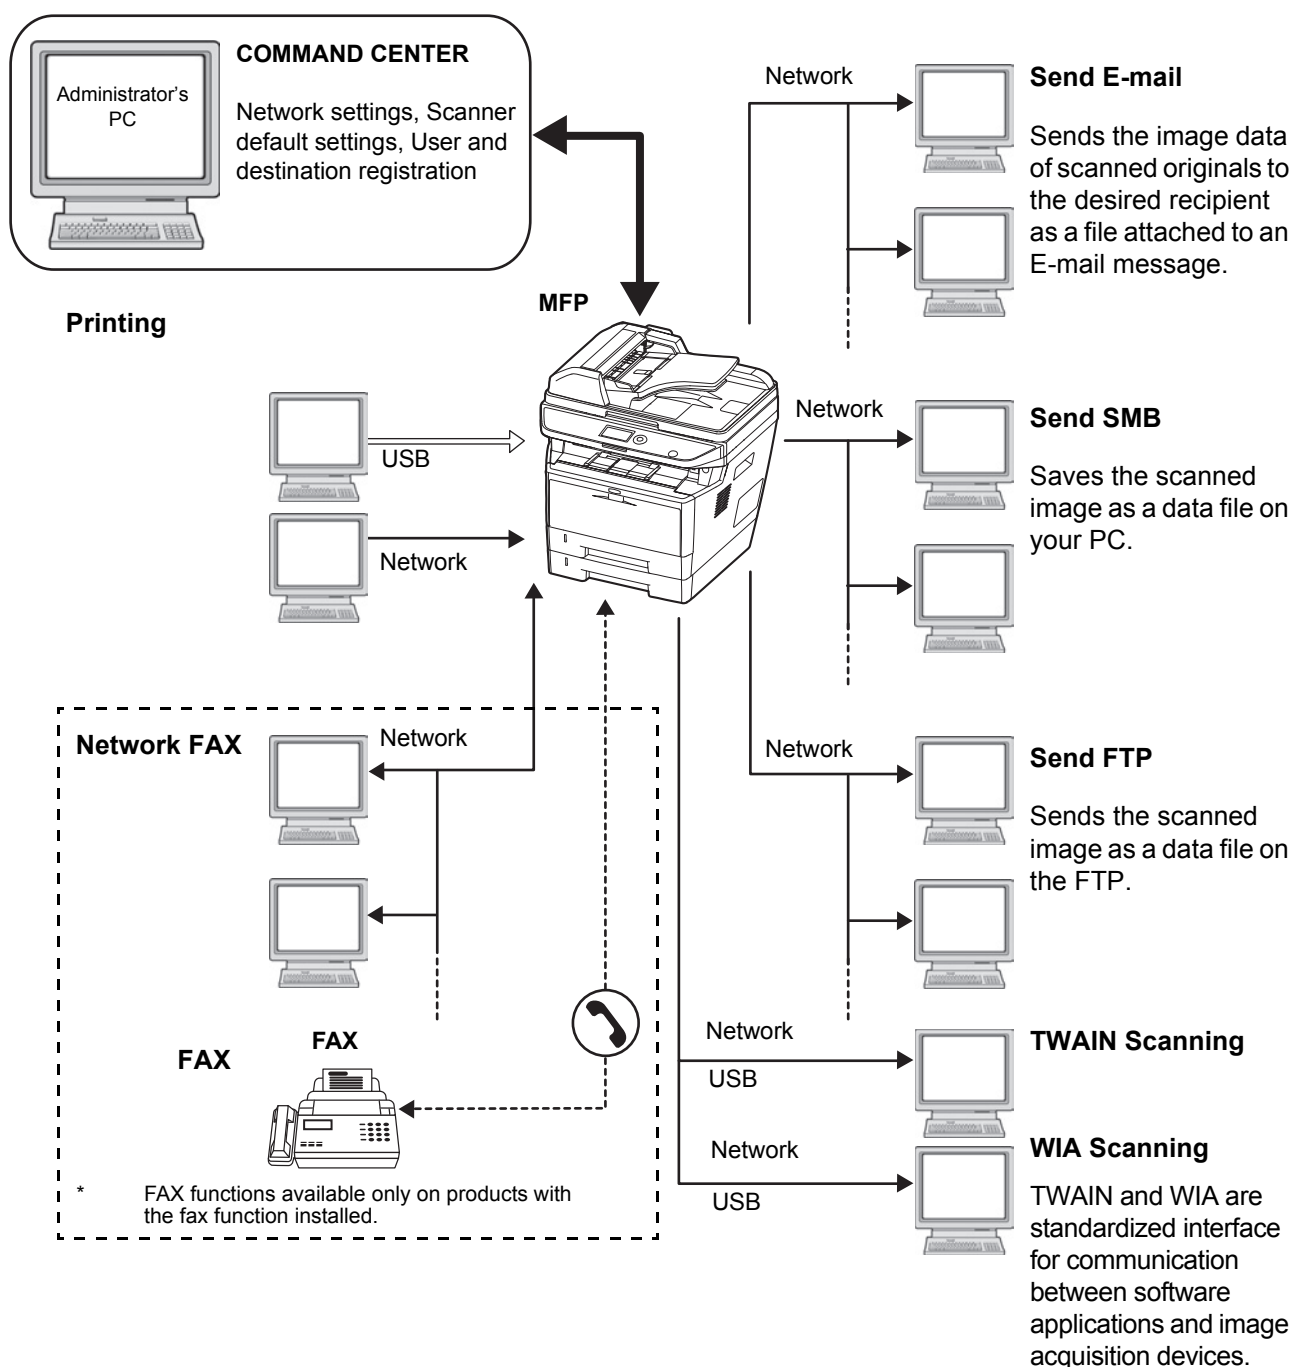 COMMAND CENTER
Administrator's
PC
Network settings, Scanner
default settings, User and
destination registration
Network
Send E-mail
Sends the image data
of scanned originals to
the desired recipient
as a file attached to an
E-mail message.
MFP
Printing
USB
Network
Network
Send SMB
Saves the scanned
image as a data file on
your PC.
Network FAX
Network
Network
Send FTP
Sends the scanned
image as a data file on
the FTP.
FAX
FAX
* FAX functions available only on products with
the fax function installed.
Network
USB
TWAIN Scanning
Network
USB
WIA Scanning
TWAIN and WIA are
standardized interface
for communication
between software
applications and image
acquisition devices.